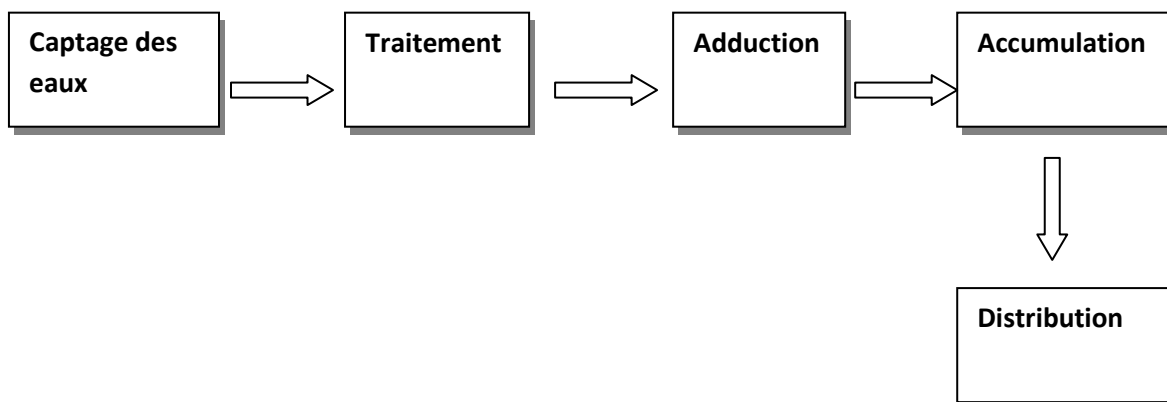 Captage des
eaux
Traitement
Adduction
Accumulation
Distribution